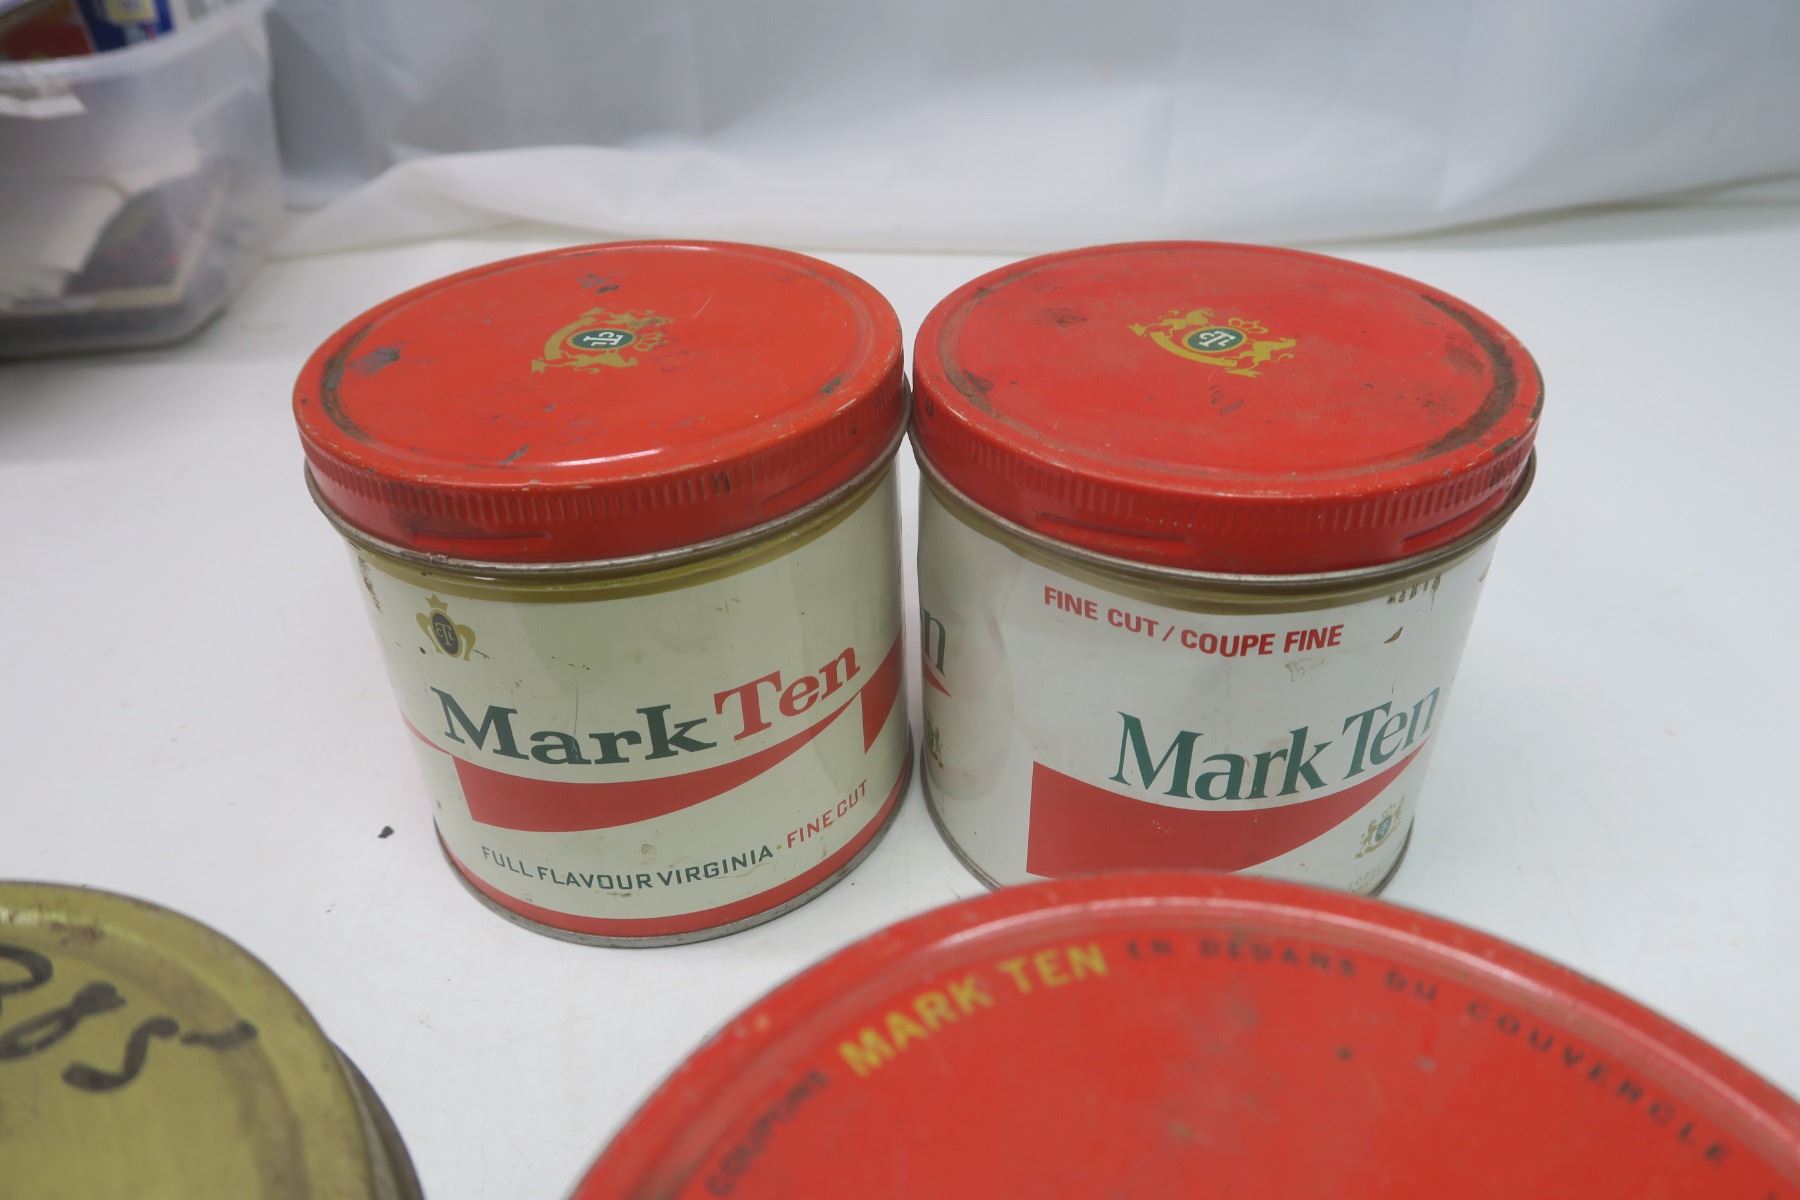 Mark Ten
FULL FLAVOUR VIRGINIA · FINE CUT
n
FINE CUT / COUPE FINE
Mark Ten
COUPONS MARK TEN EN DEDANS DU COUVERCLE